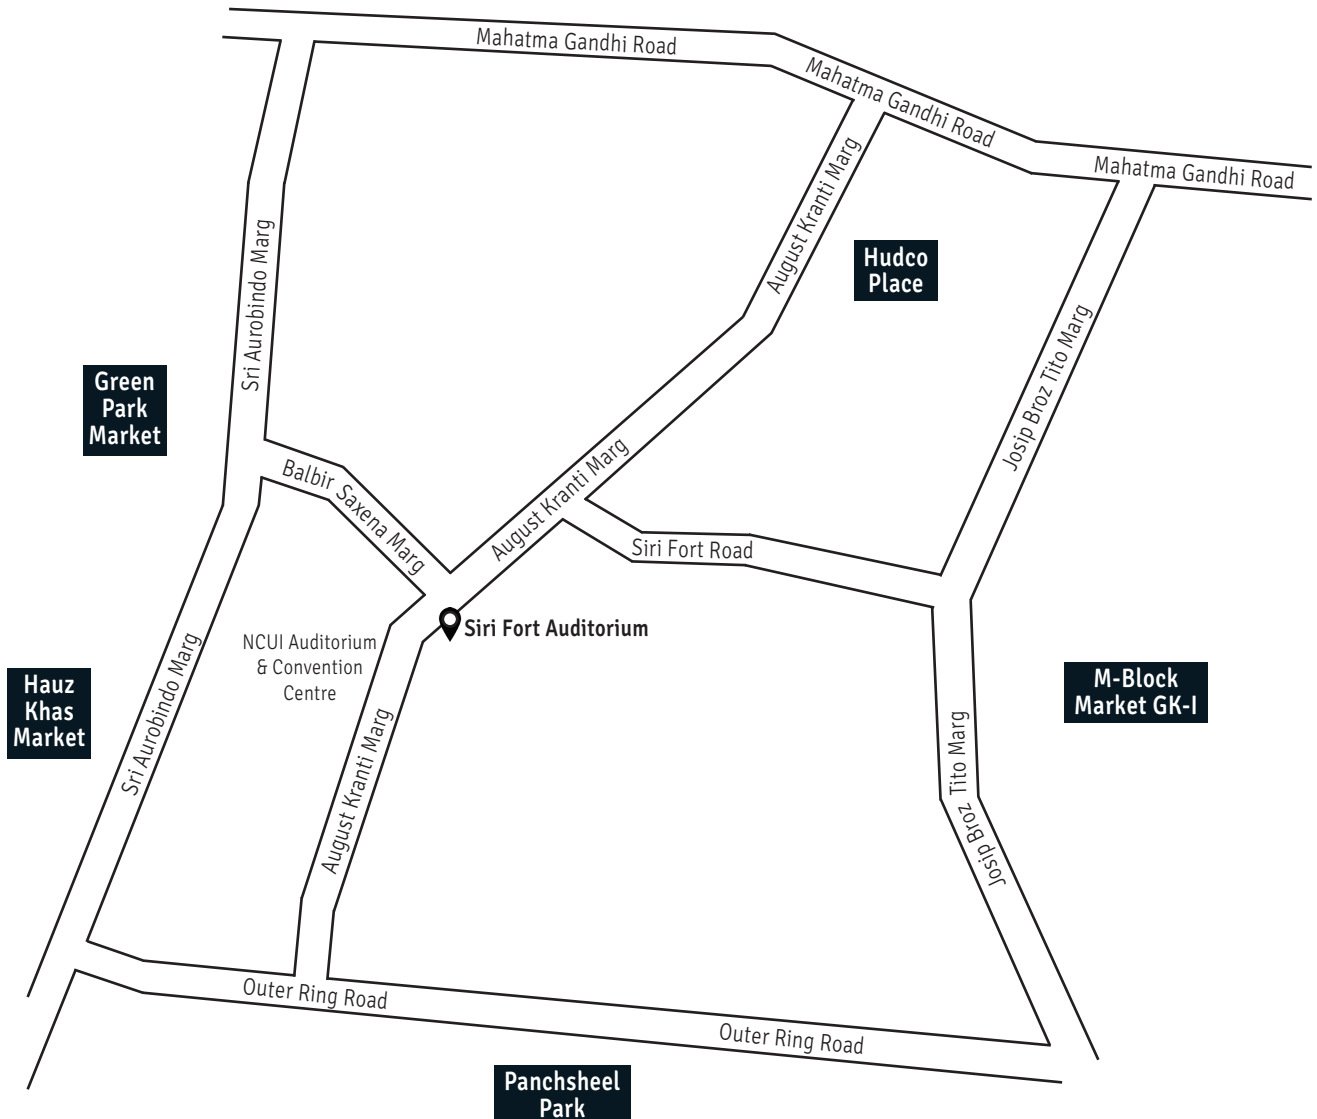 Mahatma Gandhi Road
Mahatma Gandhi Road
Mahatma Gandhi Road
August Kranti Marg
Hudco
Place
Sri Aurobindo Marg
Josip Broz Tito Marg
Green
Park
Market
Balbir Saxena Marg
August Kranti Marg
Siri Fort Road
Siri Fort Auditorium
NCUI Auditorium
& Convention
Centre
Hauz
Khas
Market
Sri Aurobindo Marg
M-Block
Market GK-I
August Kranti Marg
Josip Broz Tito Marg
Outer Ring Road
Outer Ring Road
Panchsheel
Park